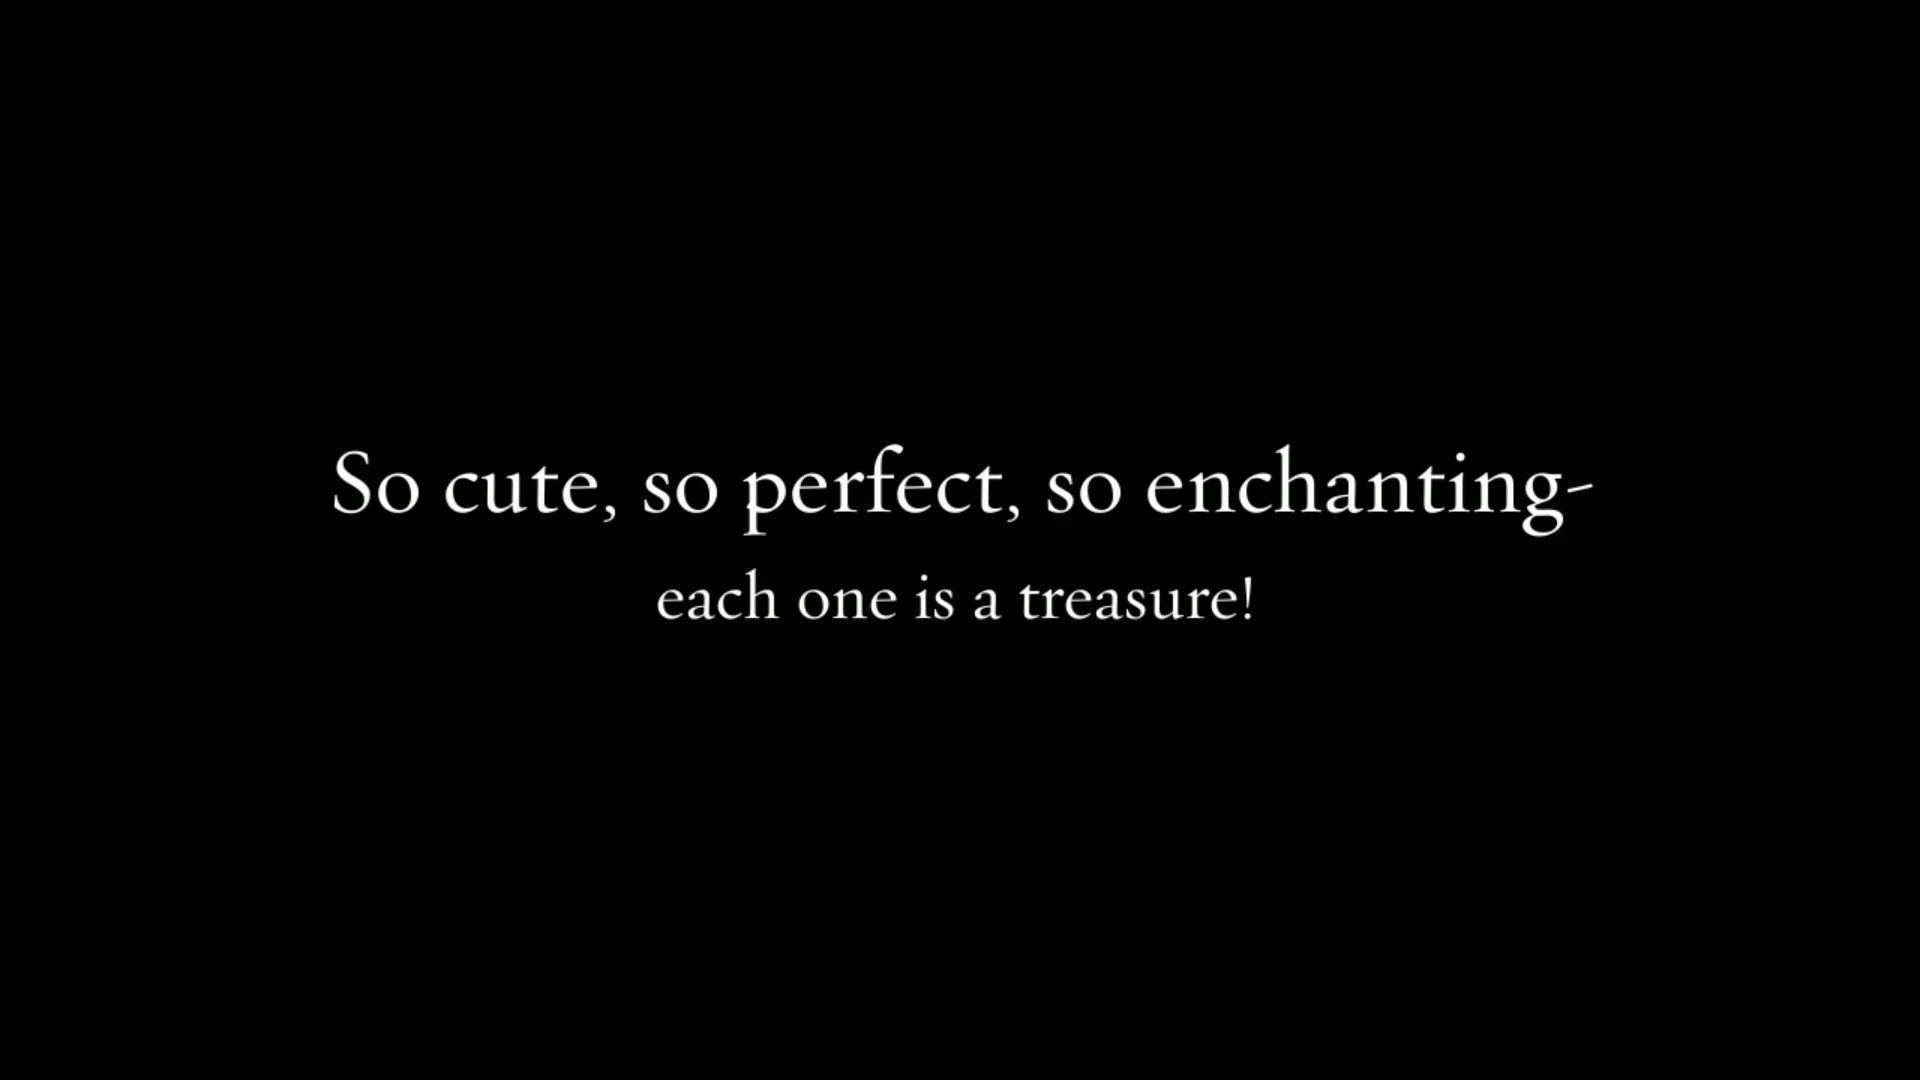 So cute, so perfect, so enchanting-
each one is a treasure!